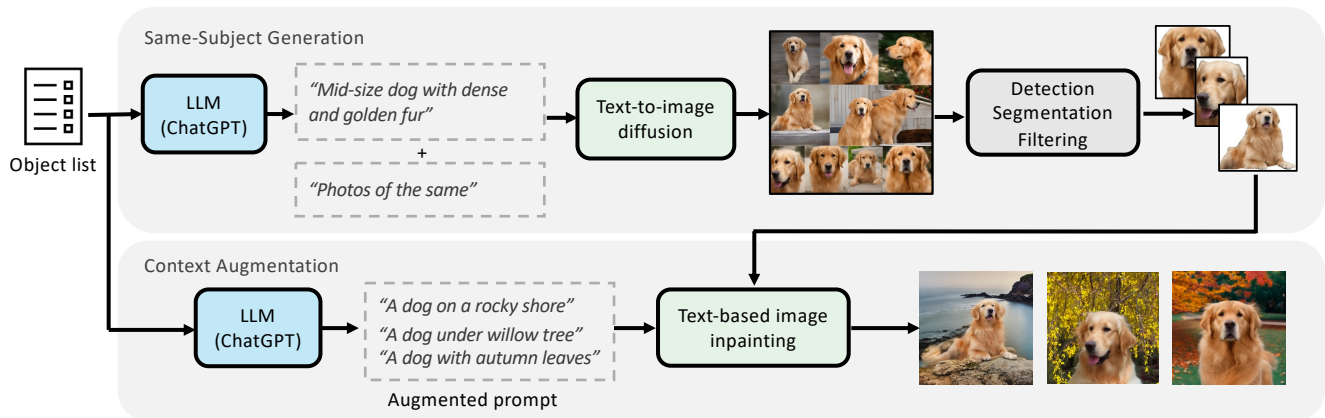 Same-Subject Generation
Object list
LLM
(ChatGPT)
“Mid-size dog with dense
and golden fur”
+
“Photos of the same”
Text-to-image
diffusion
Detection
Segmentation
Filtering
Context Augmentation
LLM
(ChatGPT)
“A dog on a rocky shore”
“A dog under willow tree”
“A dog with autumn leaves”
Augmented prompt
Text-based image
inpainting